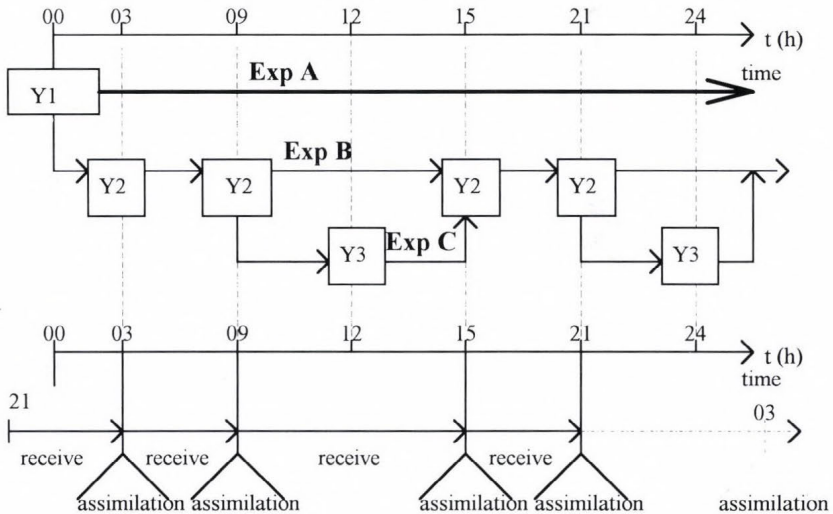 00 03 09 12 15 21 24
t (h)
time
Exp A
Y1
Exp B
Y2 Y2 Y2 Y2
Exp C
Y3 Y3
00 03 09 12 15 21 24
t (h)
time
21 03
receive receive receive receive
assimilation assimilation assimilation assimilation assimilation